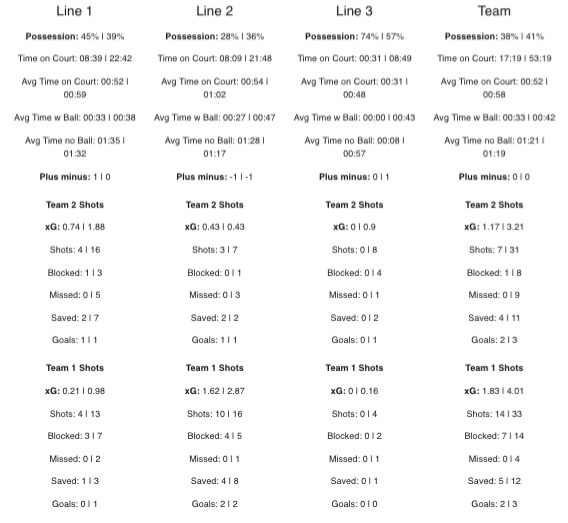 Line 1
Possession: 45% | 39%
Time on Court: 08:39 | 22:42
Avg Time on Court: 00:52 |
00:59
Avg Time w Ball: 00:33 | 00:38
Avg Time no Ball: 01:35 |
01:32
Plus minus: 1 | 0
Team 2 Shots
xG: 0.74 | 1.88
Shots: 4 | 16
Blocked: 1 | 3
Missed: 0 | 5
Saved: 2 | 7
Goals: 1 | 1
Team 1 Shots
xG: 0.21 | 0.98
Shots: 4 | 13
Blocked: 3 | 7
Missed: 0 | 2
Saved: 1 | 3
Goals: 0 | 1
Line 2
Possession: 28% | 36%
Time on Court: 08:09 | 21:48
Avg Time on Court: 00:54 |
01:02
Avg Time w Ball: 00:27 | 00:47
Avg Time no Ball: 01:28 |
01:17
Plus minus: -1 | -1
Team 2 Shots
xG: 0.43 | 0.43
Shots: 3 | 7
Blocked: 0 | 1
Missed: 0 | 3
Saved: 2 | 2
Goals: 1 | 1
Team 1 Shots
xG: 1.62 | 2.87
Shots: 10 | 16
Blocked: 4 | 5
Missed: 0 | 1
Saved: 4 | 8
Goals: 2 | 2
Line 3
Possession: 74% | 57%
Time on Court: 00:31 | 08:49
Avg Time on Court: 00:31 |
00:48
Avg Time w Ball: 00:00 | 00:43
Avg Time no Ball: 00:08 |
00:57
Plus minus: 0 | 1
Team 2 Shots
xG: 0 | 0.9
Shots: 0 | 8
Blocked: 0 | 4
Missed: 0 | 1
Saved: 0 | 2
Goals: 0 | 1
Team 1 Shots
xG: 0 | 0.16
Shots: 0 | 4
Blocked: 0 | 2
Missed: 0 | 1
Saved: 0 | 1
Goals: 0 | 0
Team
Possession: 38% | 41%
Time on Court: 17:19 | 53:19
Avg Time on Court: 00:52 |
00:58
Avg Time w Ball: 00:33 | 00:42
Avg Time no Ball: 01:21 |
01:19
Plus minus: 0 | 0
Team 2 Shots
xG: 1.17 | 3.21
Shots: 7 | 31
Blocked: 1 | 8
Missed: 0 | 9
Saved: 4 | 11
Goals: 2 | 3
Team 1 Shots
xG: 1.83 | 4.01
Shots: 14 | 33
Blocked: 7 | 14
Missed: 0 | 4
Saved: 5 | 12
Goals: 2 | 3